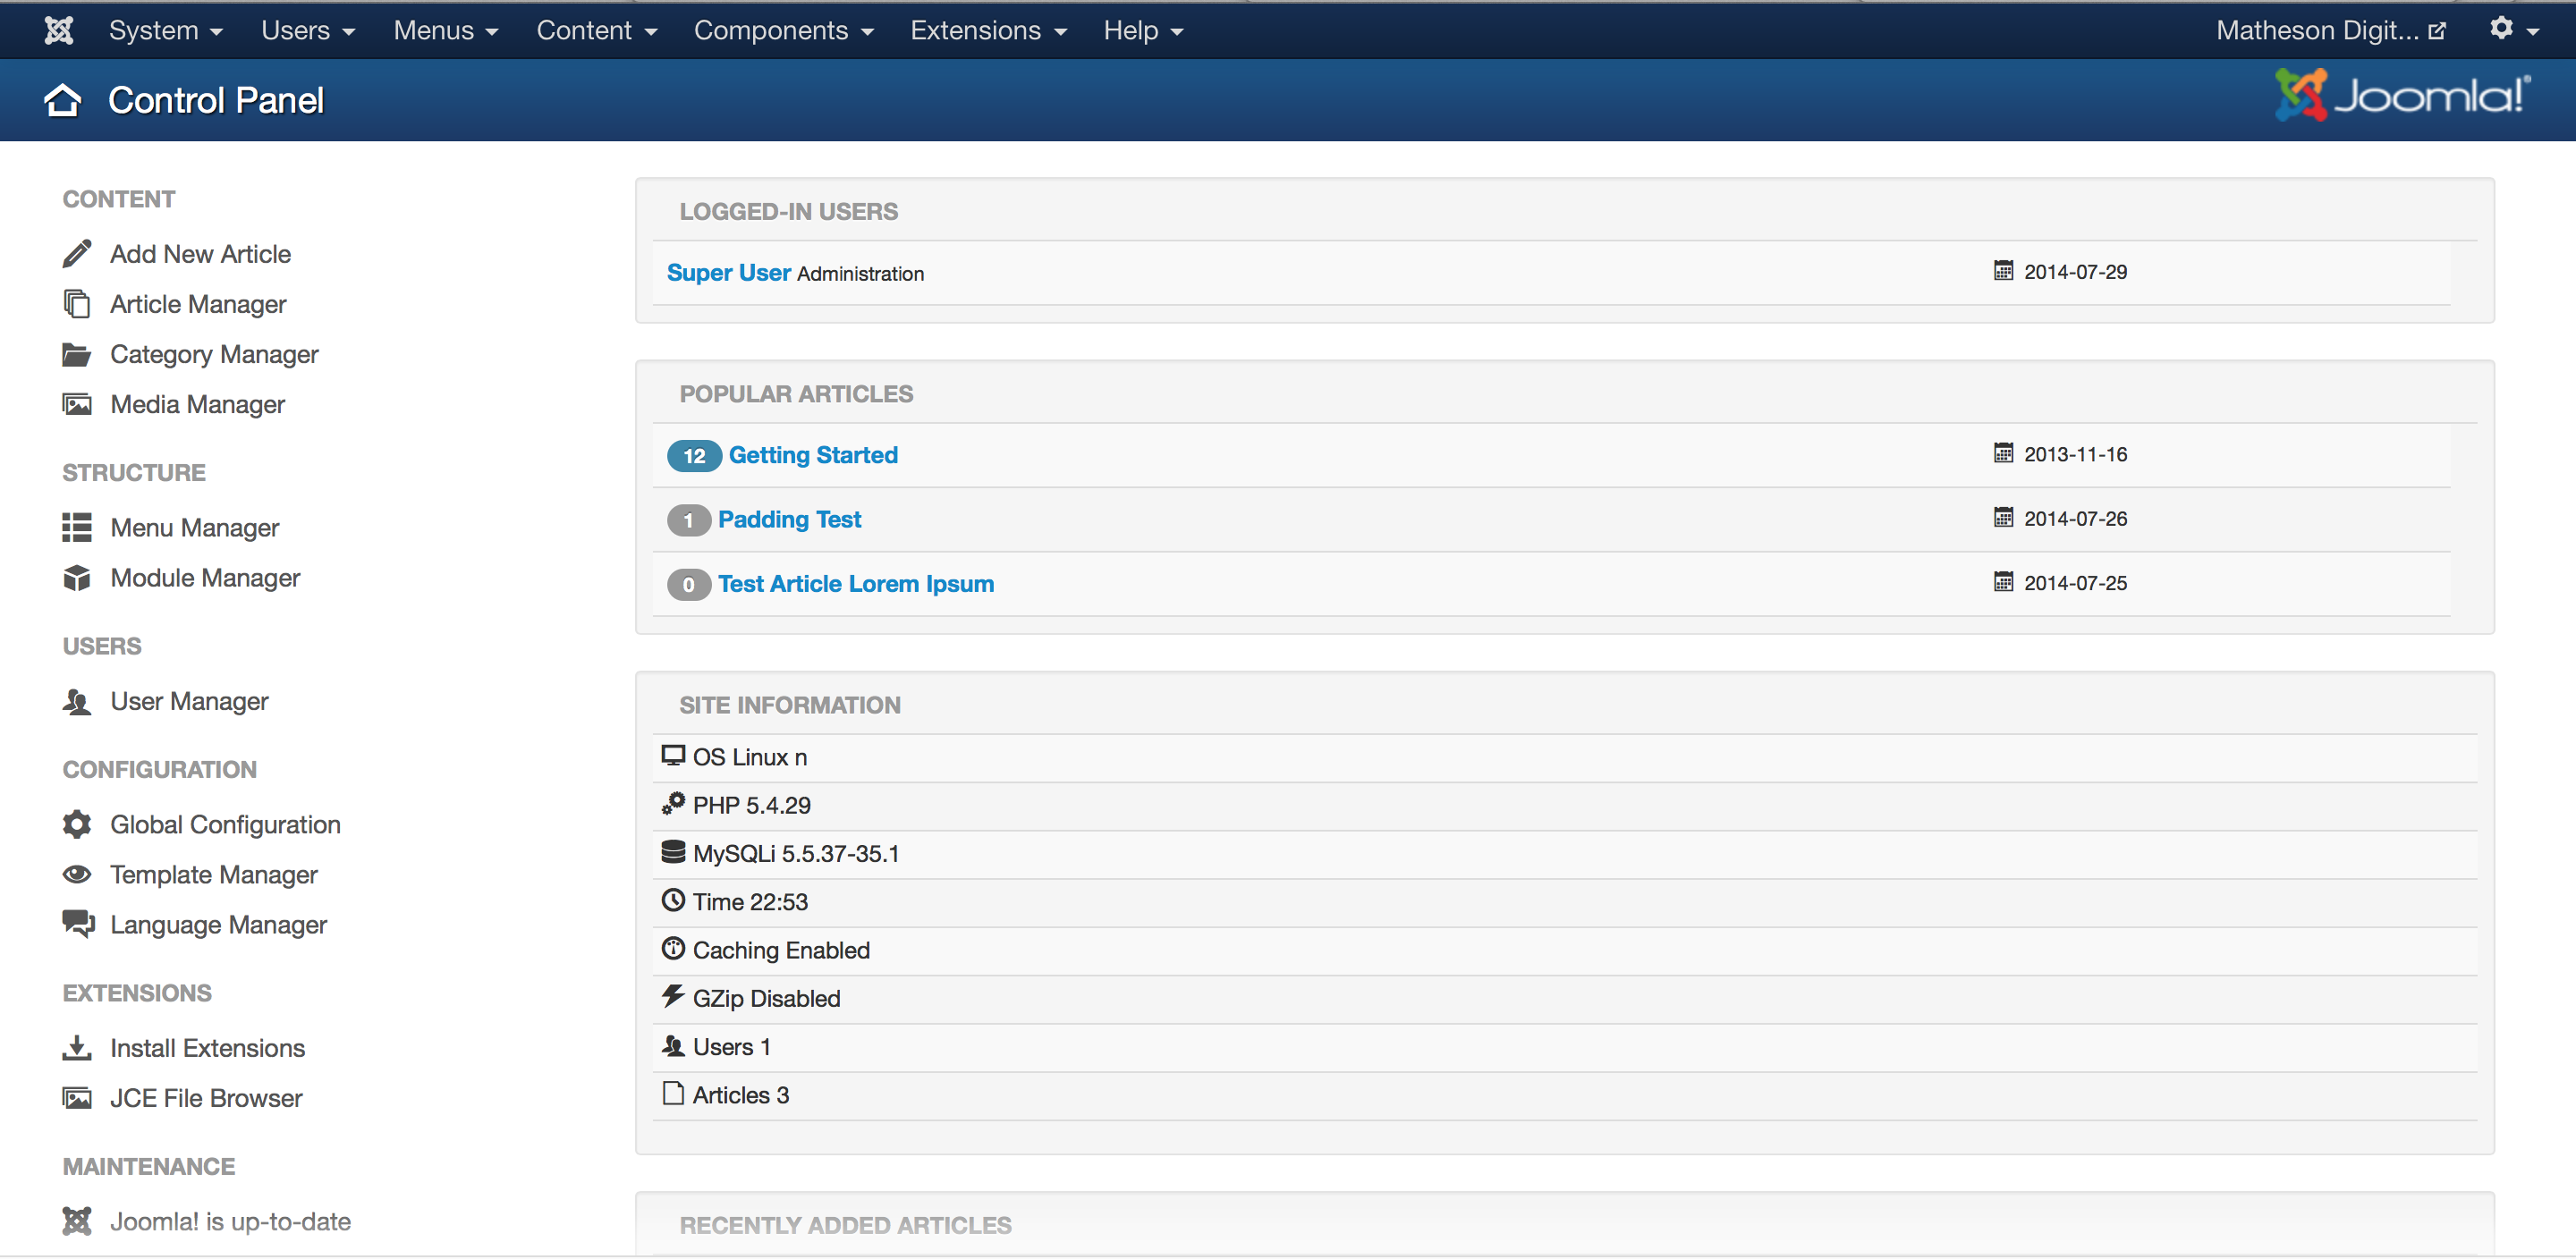 System Users Menus Content Components Extensions Help Matheson Digit...
Control Panel Joomla!®
CONTENT
Add New Article
Article Manager
Category Manager
Media Manager
STRUCTURE
Menu Manager
Module Manager
USERS
User Manager
CONFIGURATION
Global Configuration
Template Manager
Language Manager
EXTENSIONS
Install Extensions
JCE File Browser
MAINTENANCE
Joomla! is up-to-date
LOGGED-IN USERS
Super User Administration 2014-07-29
POPULAR ARTICLES
12 Getting Started 2013-11-16
1 Padding Test 2014-07-26
0 Test Article Lorem Ipsum 2014-07-25
SITE INFORMATION
OS Linux n
PHP 5.4.29
MySQLi 5.5.37-35.1
Time 22:53
Caching Enabled
GZip Disabled
Users 1
Articles 3
RECENTLY ADDED ARTICLES